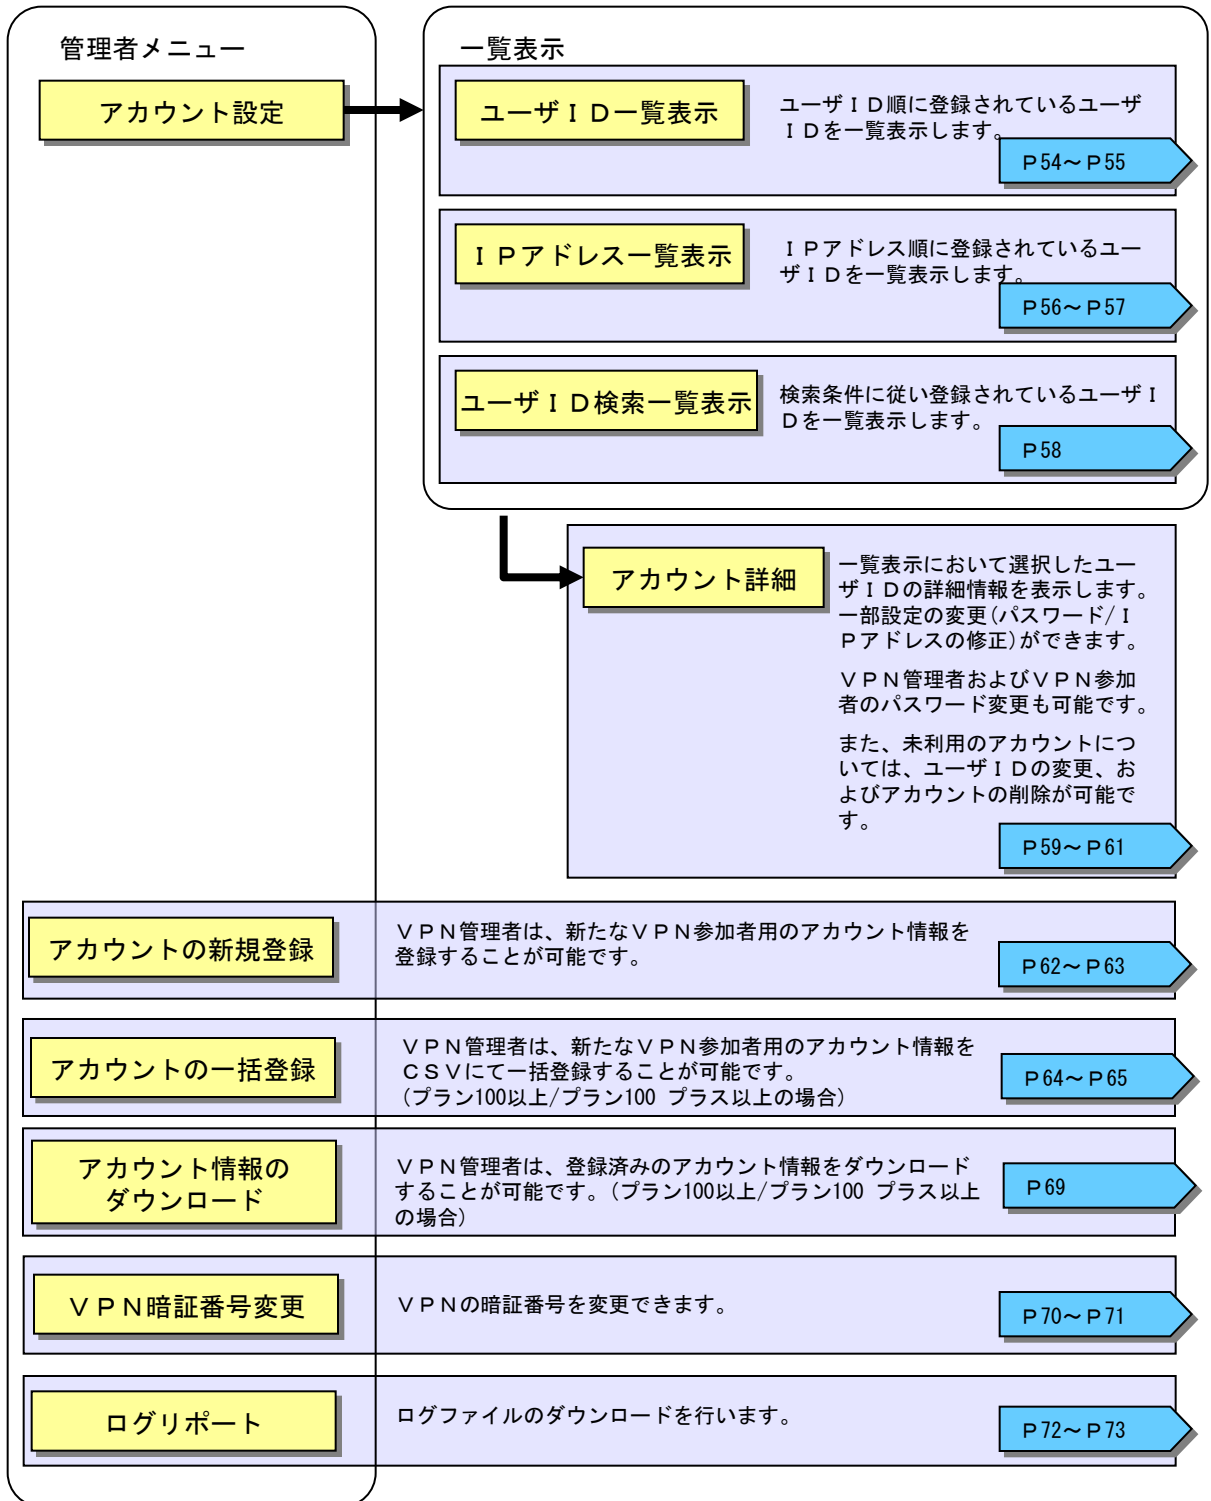 管理者メニュー
アカウント設定
一覧表示
ユーザＩＤ一覧表示
ユーザＩＤ順に登録されているユーザ
ＩＤを一覧表示します。
Ｐ54～Ｐ55
ＩＰアドレス一覧表示
ＩＰアドレス順に登録されているユー
ザＩＤを一覧表示します。
Ｐ56～Ｐ57
ユーザＩＤ検索一覧表示
検索条件に従い登録されているユーザＩ
Ｄを一覧表示します。
Ｐ58
アカウント詳細
一覧表示において選択したユー
ザＩＤの詳細情報を表示します。
一部設定の変更(パスワード/Ｉ
Ｐアドレスの修正)ができます。
ＶＰＮ管理者およびＶＰＮ参加
者のパスワード変更も可能です。
また、未利用のアカウントにつ
いては、ユーザＩＤの変更、お
よびアカウントの削除が可能で
す。
Ｐ59～Ｐ61
アカウントの新規登録
ＶＰＮ管理者は、新たなＶＰＮ参加者用のアカウント情報を
登録することが可能です。
Ｐ62～Ｐ63
アカウントの一括登録
ＶＰＮ管理者は、新たなＶＰＮ参加者用のアカウント情報を
ＣＳＶにて一括登録することが可能です。
(プラン100以上/プラン100 プラス以上の場合)
Ｐ64～Ｐ65
アカウント情報の
ダウンロード
ＶＰＮ管理者は、登録済みのアカウント情報をダウンロード
することが可能です。(プラン100以上/プラン100 プラス以上
の場合)
Ｐ69
ＶＰＮ暗証番号変更
ＶＰＮの暗証番号を変更できます。
Ｐ70～Ｐ71
ログリポート
ログファイルのダウンロードを行います。
Ｐ72～Ｐ73